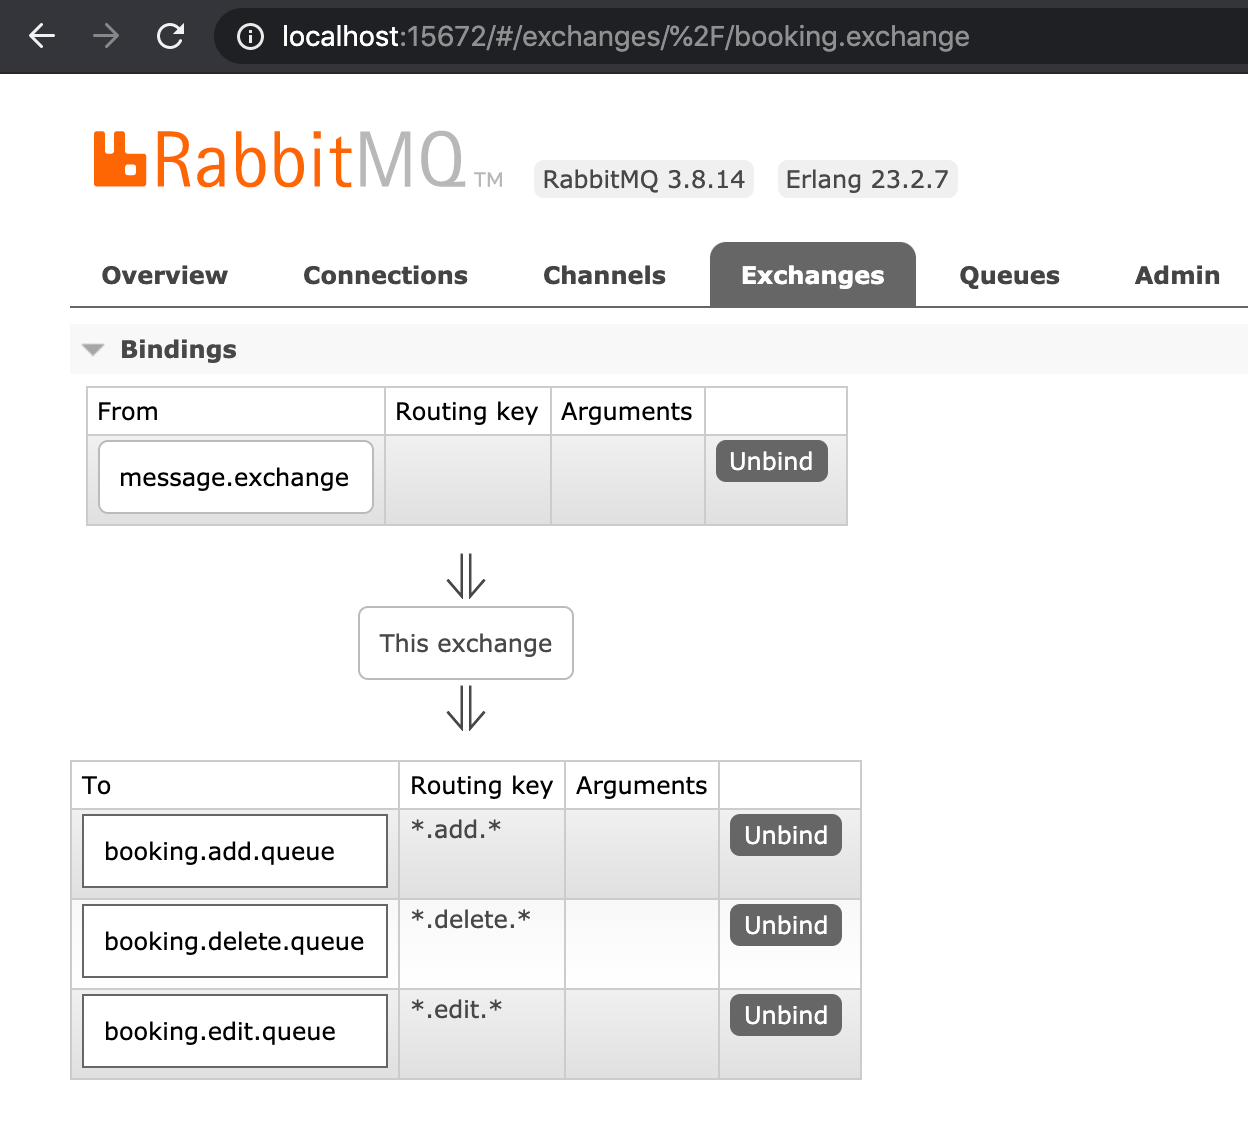 localhost:15672/#/exchanges/%2F/booking.exchange
RabbitMQ TM RabbitMQ 3.8.14 Erlang 23.2.7
Overview Connections Channels Exchanges Queues Admin
Bindings
From Routing key Arguments
message.exchange Unbind
This exchange
To Routing key Arguments
booking.add.queue *.add.* Unbind
booking.delete.queue *.delete.* Unbind
booking.edit.queue *.edit.* Unbind